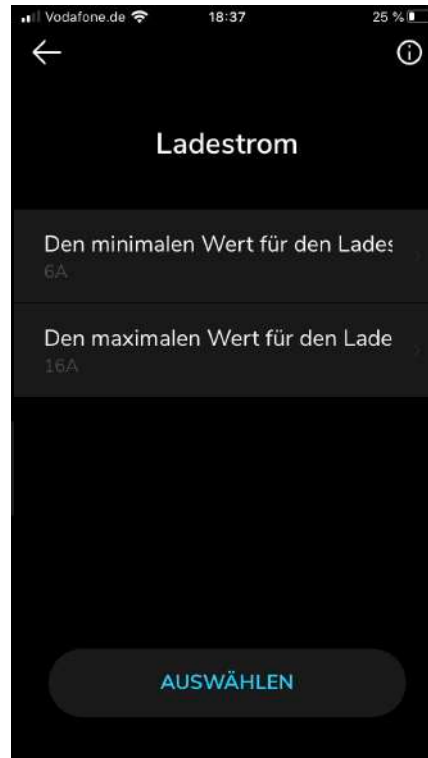 Vodafone.de 18:37 25 %
Ladestrom
Den minimalen Wert für den Lades
6A
Den maximalen Wert für den Lade
16A
AUSWÄHLEN